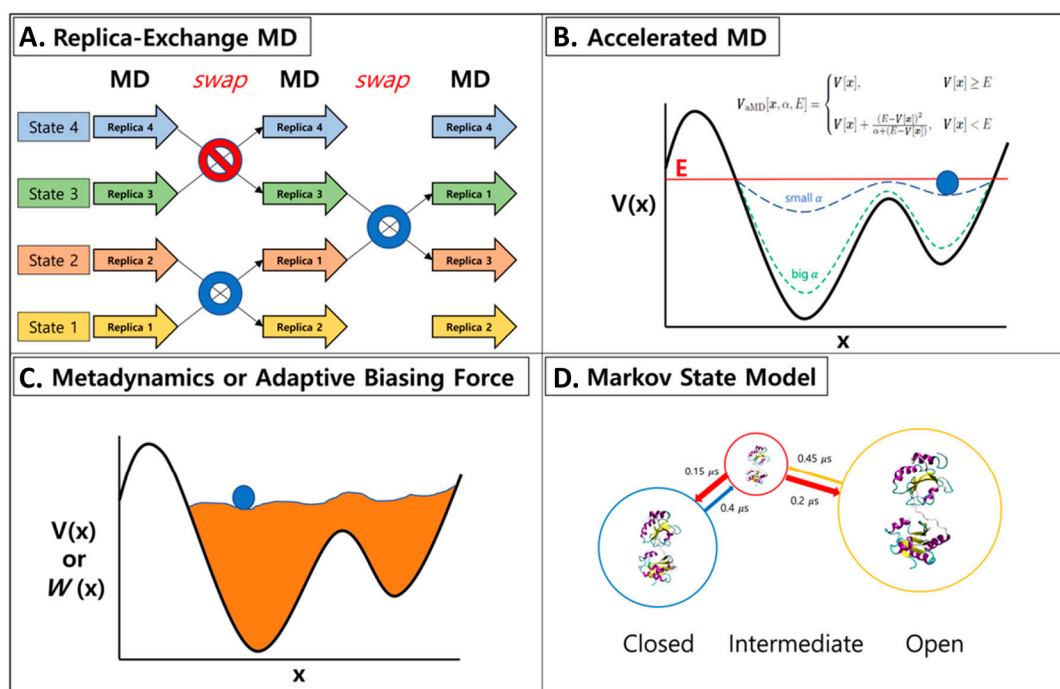 A. Replica-Exchange MD
MD swap MD swap MD
State 4 Replica 4 Replica 4
State 3 Replica 3 Replica 3 Replica 1
State 2 Replica 2 Replica 1 Replica 3
State 1 Replica 1 Replica 2 Replica 2
B. Accelerated MD
V_aMD[x, α, E] = { V[x], V[x] ≥ E
V[x] + (E−V[x])² / α+(E−V[x]), V[x] < E
E
V(x)
small α
big α
x
C. Metadynamics or Adaptive Biasing Force
V(x)
or
W (x)
x
D. Markov State Model
0.15 μs
0.45 μs
0.4 μs
0.2 μs
Closed Intermediate Open